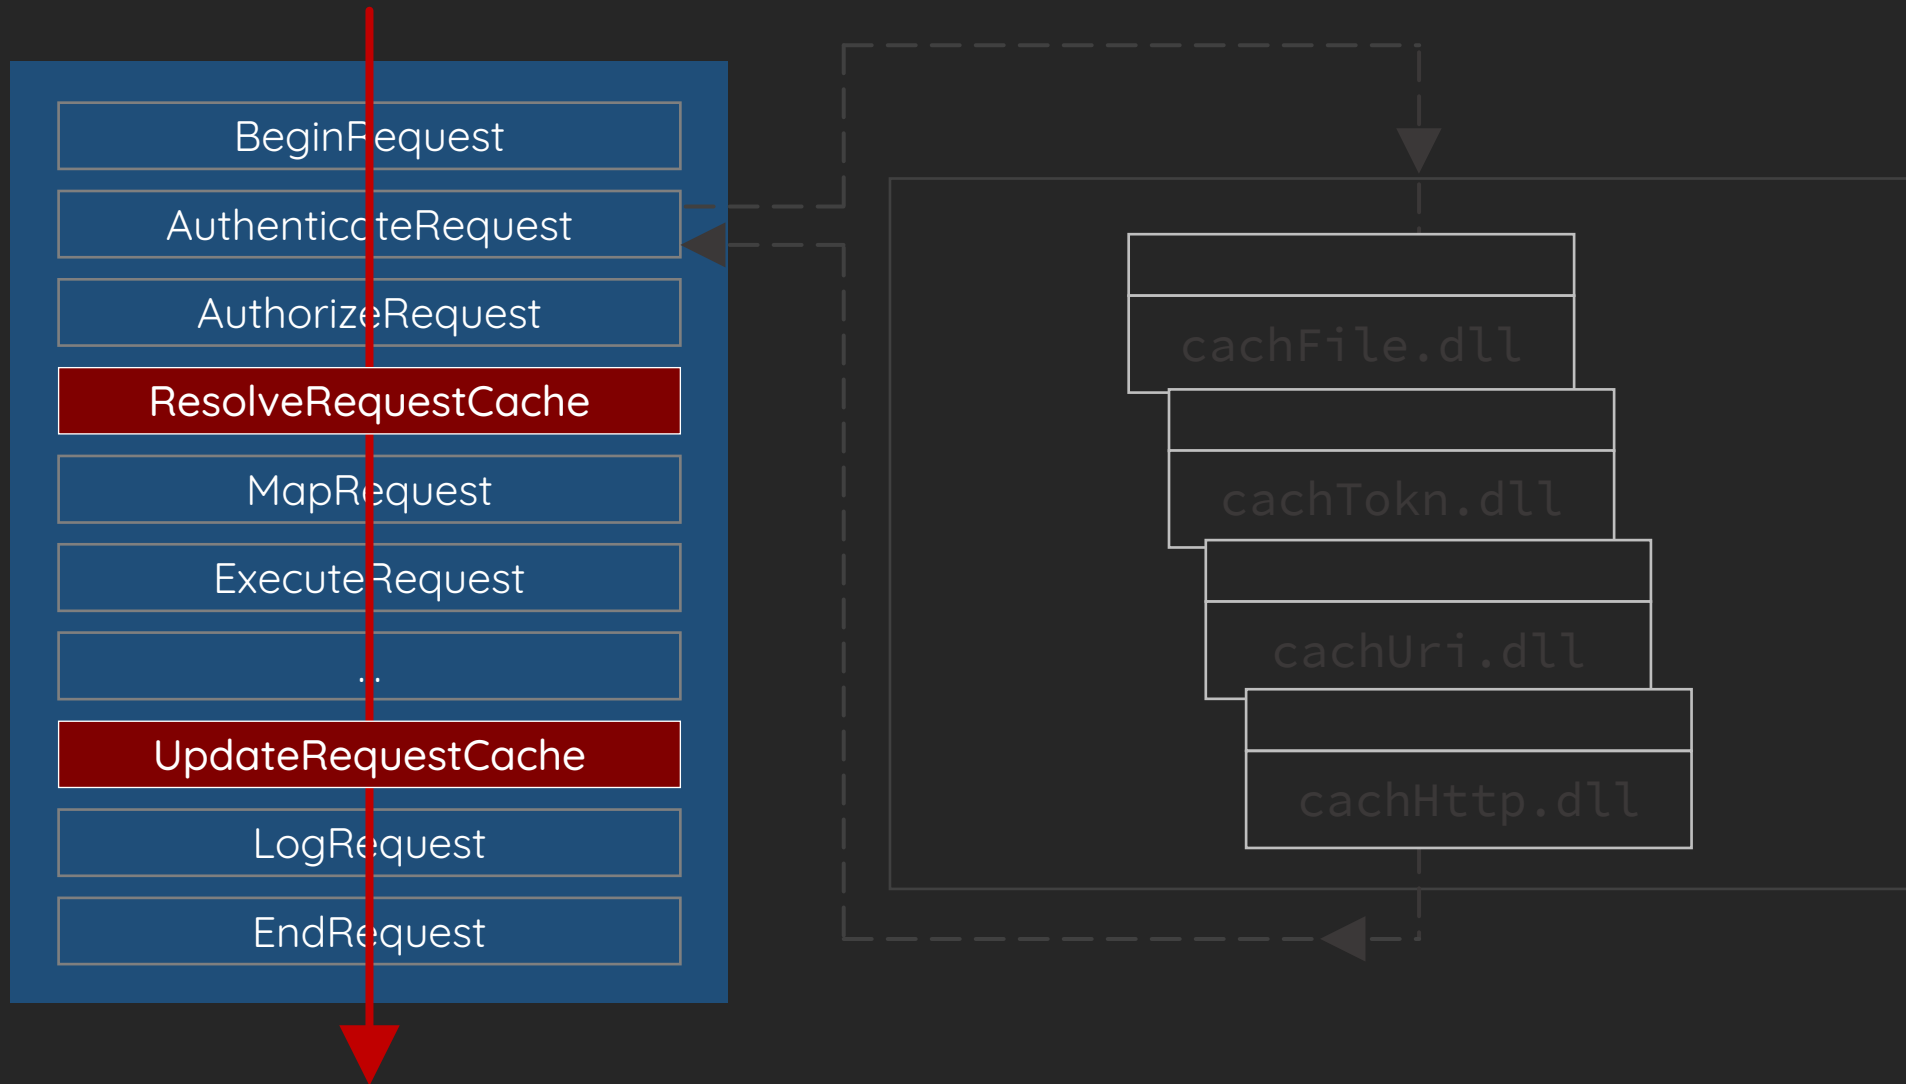 BeginRequest
AuthenticateRequest
AuthorizeRequest
ResolveRequestCache
MapRequest
ExecuteRequest
...
UpdateRequestCache
LogRequest
EndRequest
cachFile.dll
cachTokn.dll
cachUri.dll
cachHttp.dll